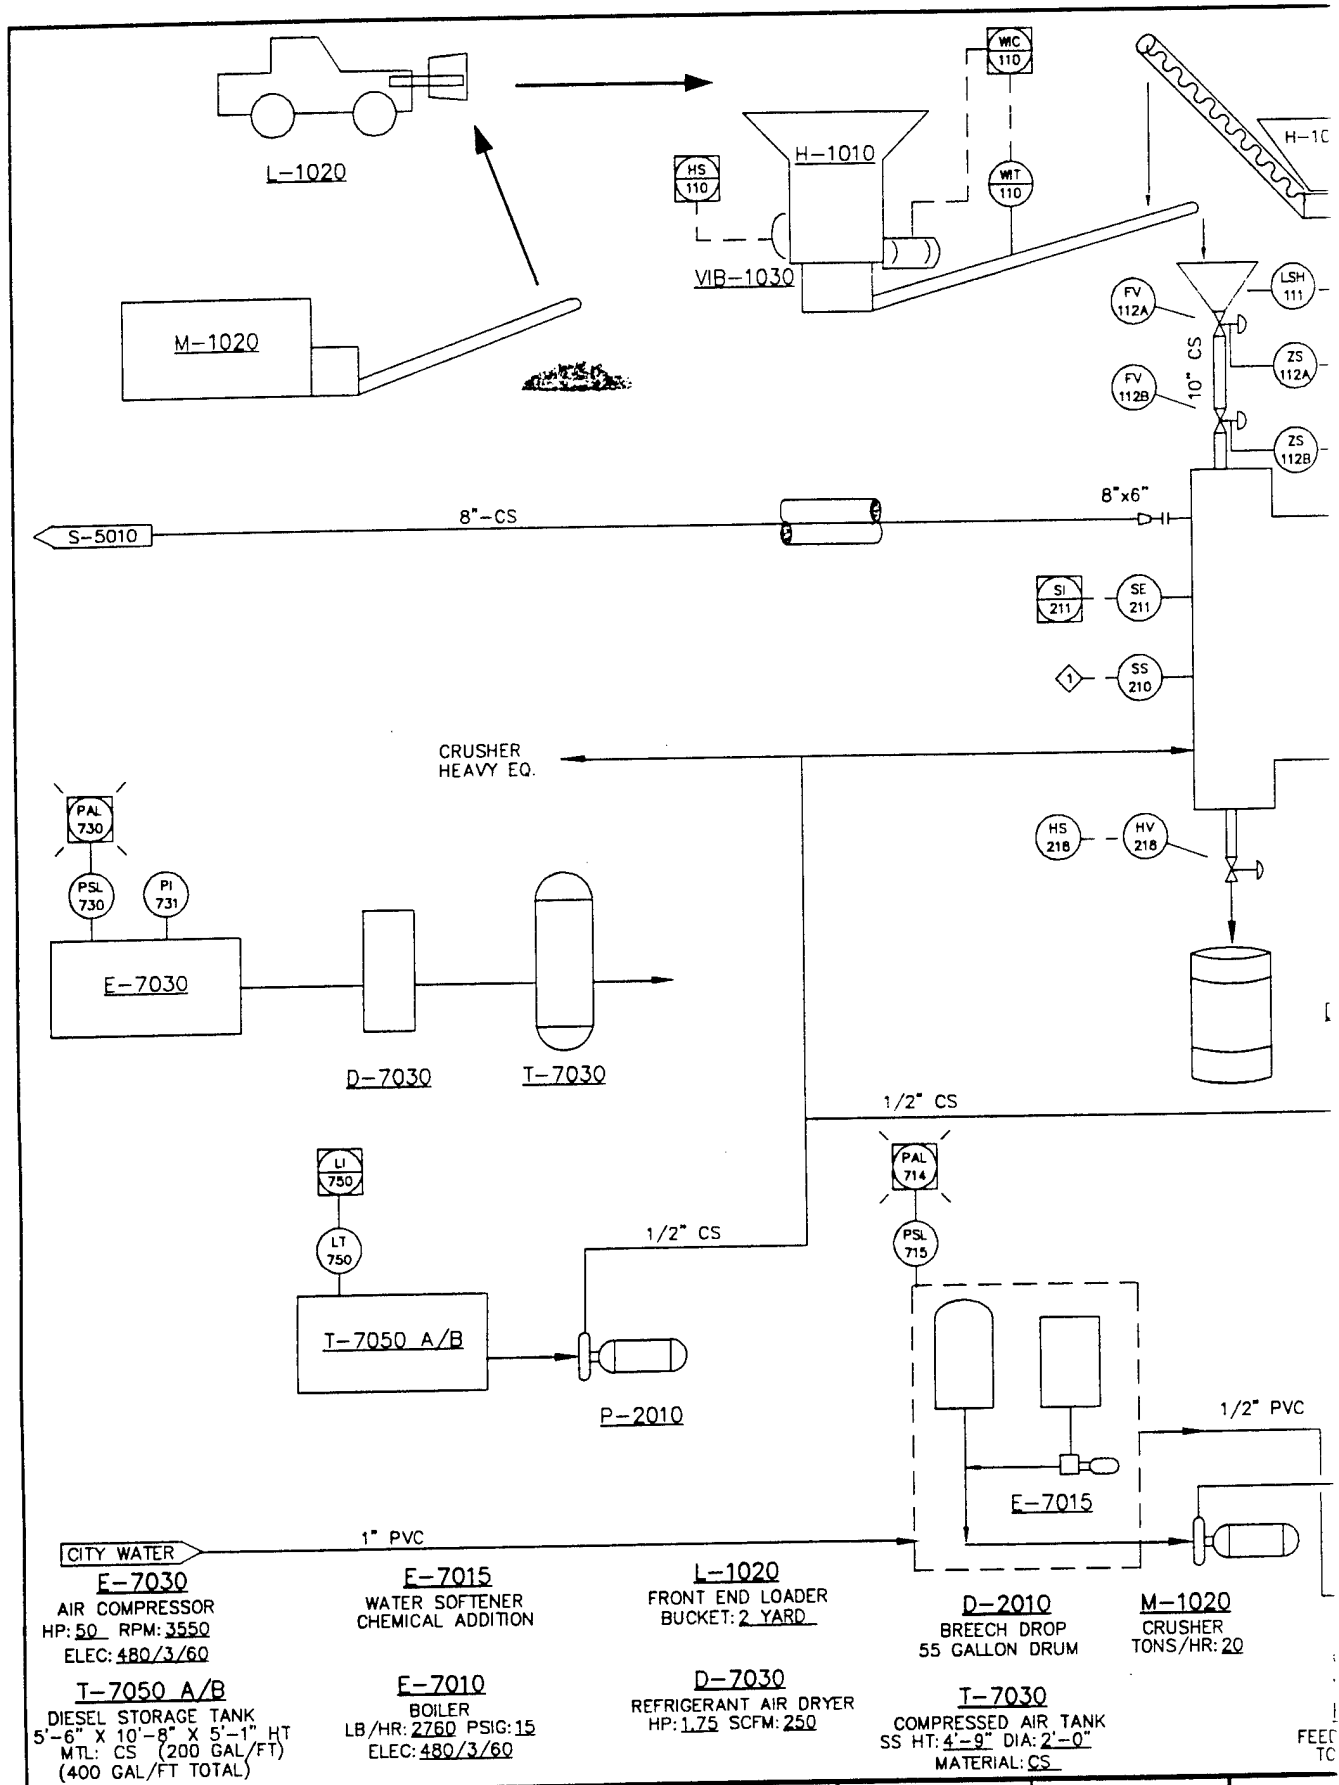 WIC
110
H-10
H-1010
L-1020
HS
110
WIT
110
VIB-1030
LSH
111
FV
112A
M-1020
10" CS
ZS
112A
FV
112B
ZS
112B
8"x6"
8"-CS
S-5010
SI
211
SE
211
1
SS
210
CRUSHER
HEAVY EQ.
PAL
730
HS
218
HV
218
PSL
730
PI
731
E-7030
D-7030
T-7030
1/2" CS
PAL
714
LI
750
1/2" CS
PSL
715
LT
750
T-7050 A/B
P-2010
1/2" PVC
E-7015
1" PVC
CITY WATER
E-7030
AIR COMPRESSOR
HP: 50 RPM: 3550
ELEC: 480/3/60
E-7015
WATER SOFTENER
CHEMICAL ADDITION
L-1020
FRONT END LOADER
BUCKET: 2 YARD
D-2010
BREECH DROP
55 GALLON DRUM
M-1020
CRUSHER
TONS/HR: 20
T-7050 A/B
DIESEL STORAGE TANK
5'-6" X 10'-8" X 5'-1" HT
MTL: CS (200 GAL/FT)
(400 GAL/FT TOTAL)
E-7010
BOILER
LB/HR: 2760 PSIG: 15
ELEC: 480/3/60
D-7030
REFRIGERANT AIR DRYER
HP: 1.75 SCFM: 250
T-7030
COMPRESSED AIR TANK
SS HT: 4'-9" DIA: 2'-0"
MATERIAL: CS
FEED
TO